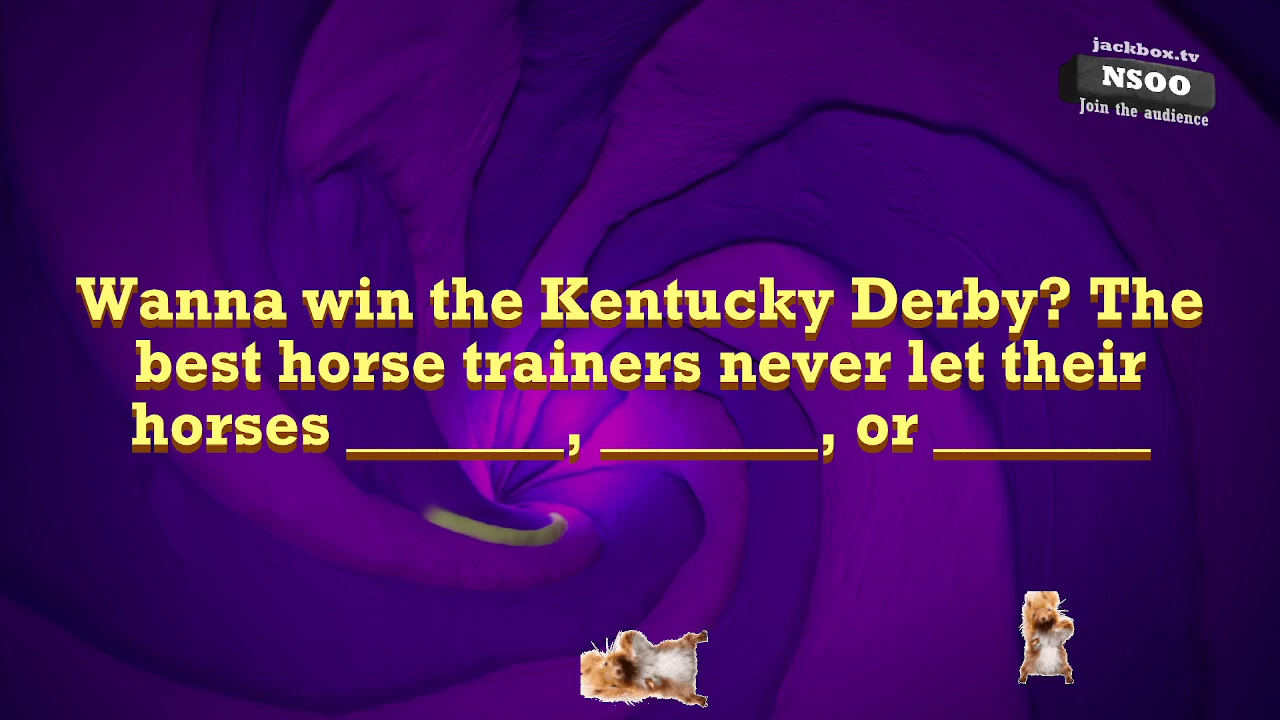 jackbox.tv
NSOO
Join the audience
Wanna win the Kentucky Derby? The
best horse trainers never let their
horses _______, _______, or _______